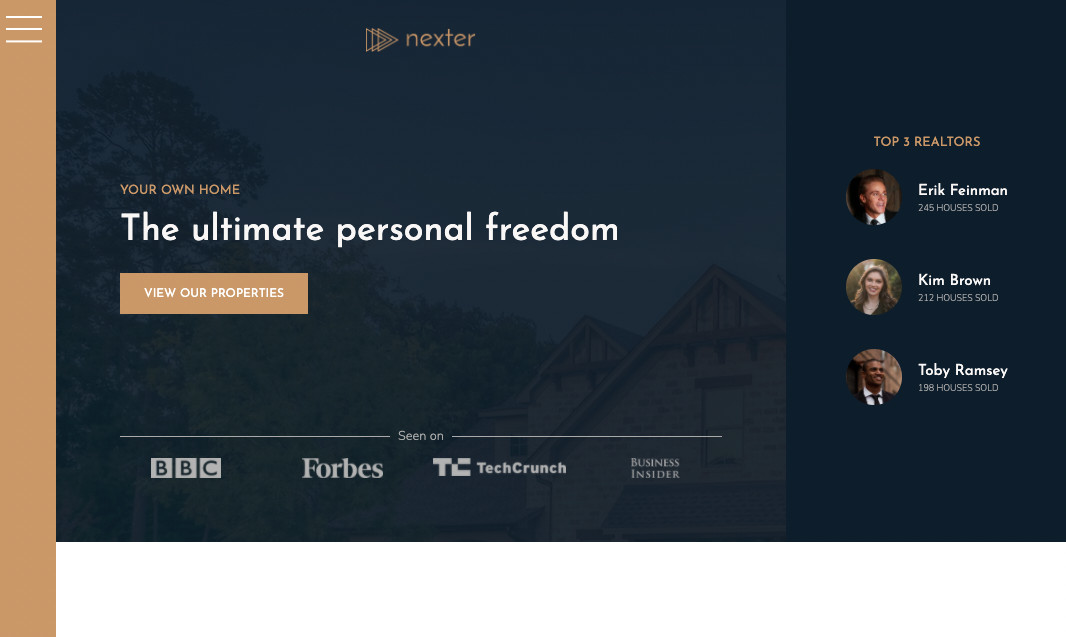 nexter
YOUR OWN HOME
The ultimate personal freedom
VIEW OUR PROPERTIES
Seen on
BBC
Forbes
TC TechCrunch
BUSINESS
INSIDER
TOP 3 REALTORS
Erik Feinman
245 HOUSES SOLD
Kim Brown
212 HOUSES SOLD
Toby Ramsey
198 HOUSES SOLD